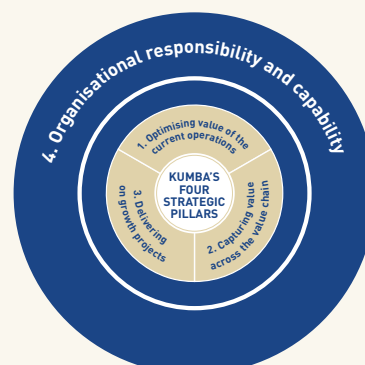 4. Organisational responsibility and capability
1. Optimising value of the
current operations
KUMBA'S
FOUR
STRATEGIC
PILLARS
2. Capturing value
across the value chain
3. Delivering
on growth projects